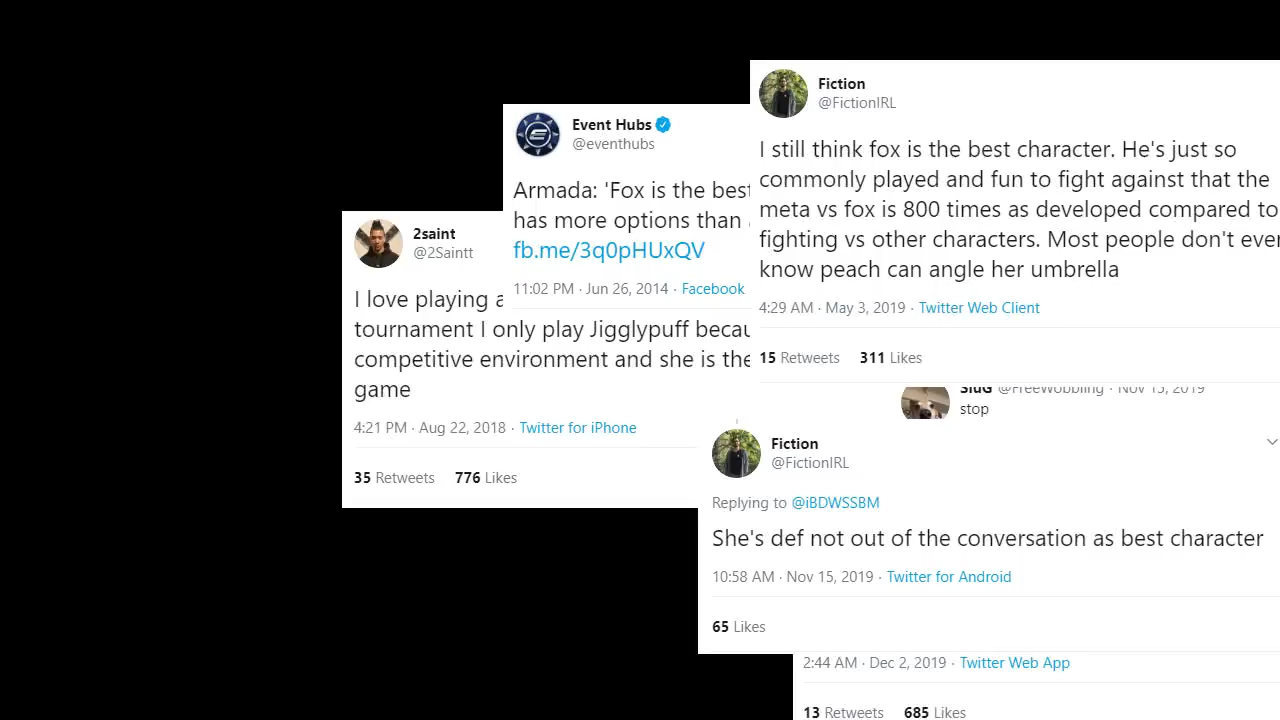 Fiction
@FictionIRL
I still think fox is the best character. He's just so
commonly played and fun to fight against that the
meta vs fox is 800 times as developed compared to
fighting vs other characters. Most people don't even
know peach can angle her umbrella
4:29 AM · May 3, 2019 · Twitter Web Client
15 Retweets 311 Likes
Event Hubs
@eventhubs
Armada: 'Fox is the best
has more options than
fb.me/3q0pHUxQV
11:02 PM · Jun 26, 2014 · Facebook
2saint
@2Saintt
I love playing
tournament I only play Jigglypuff
competitive environment and she is the
game
4:21 PM · Aug 22, 2018 · Twitter for iPhone
35 Retweets 776 Likes
SluG @FreeWobbling · Nov 15, 2019
stop
Fiction
@FictionIRL
Replying to @iBDWSSBM
She's def not out of the conversation as best character
10:58 AM · Nov 15, 2019 · Twitter for Android
65 Likes
2:44 AM · Dec 2, 2019 · Twitter Web App
13 Retweets 685 Likes